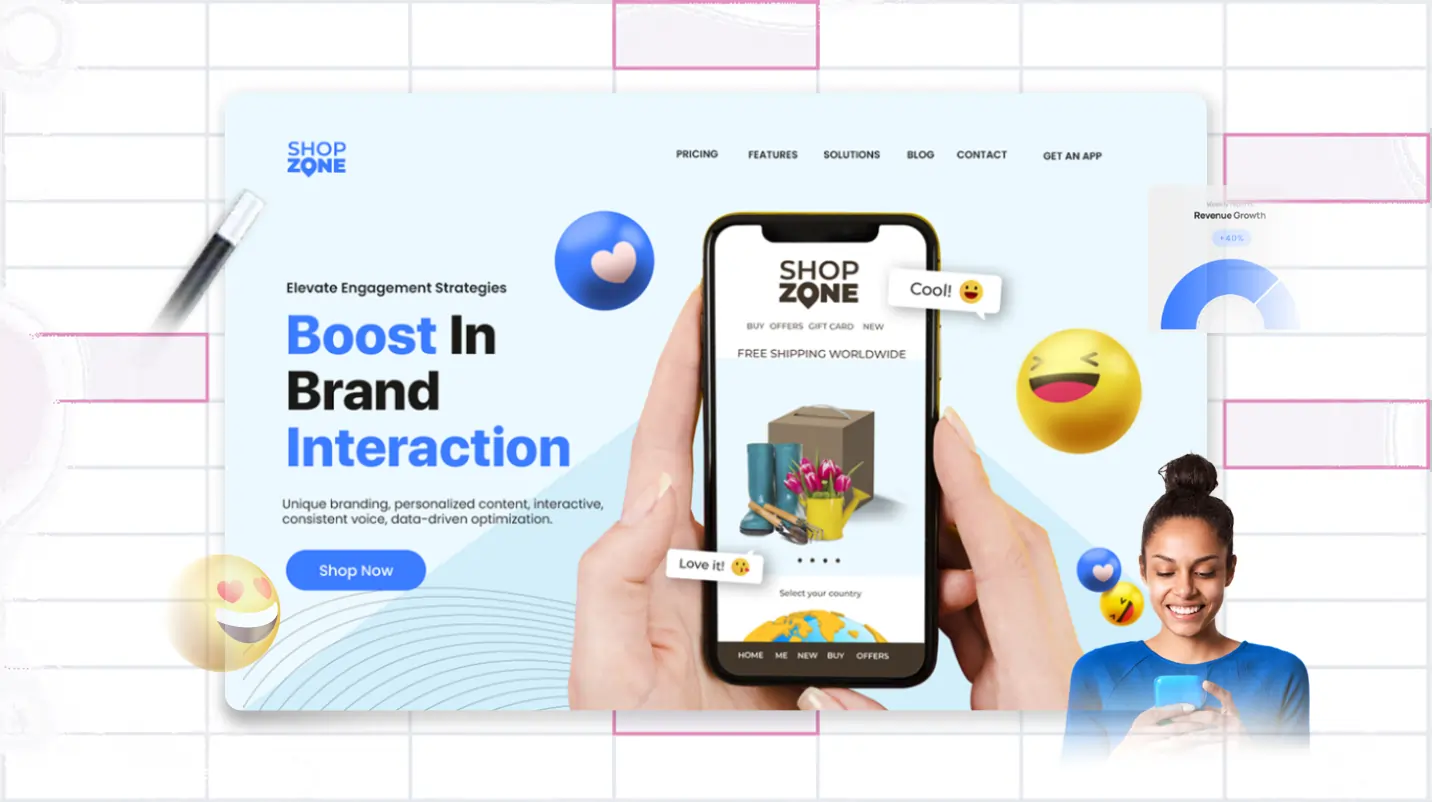 SHOP
ZONE
PRICING FEATURES SOLUTIONS BLOG CONTACT GET AN APP
Revenue Growth
+40%
Elevate Engagement Strategies
Boost In
Brand
Interaction
Unique branding, personalized content, interactive,
consistent voice, data-driven optimization.
Shop Now
SHOP
ZONE
Cool!
BUY OFFERS GIFT CARD NEW
FREE SHIPPING WORLDWIDE
Love it!
Select your country
HOME ME NEW BUY OFFERS